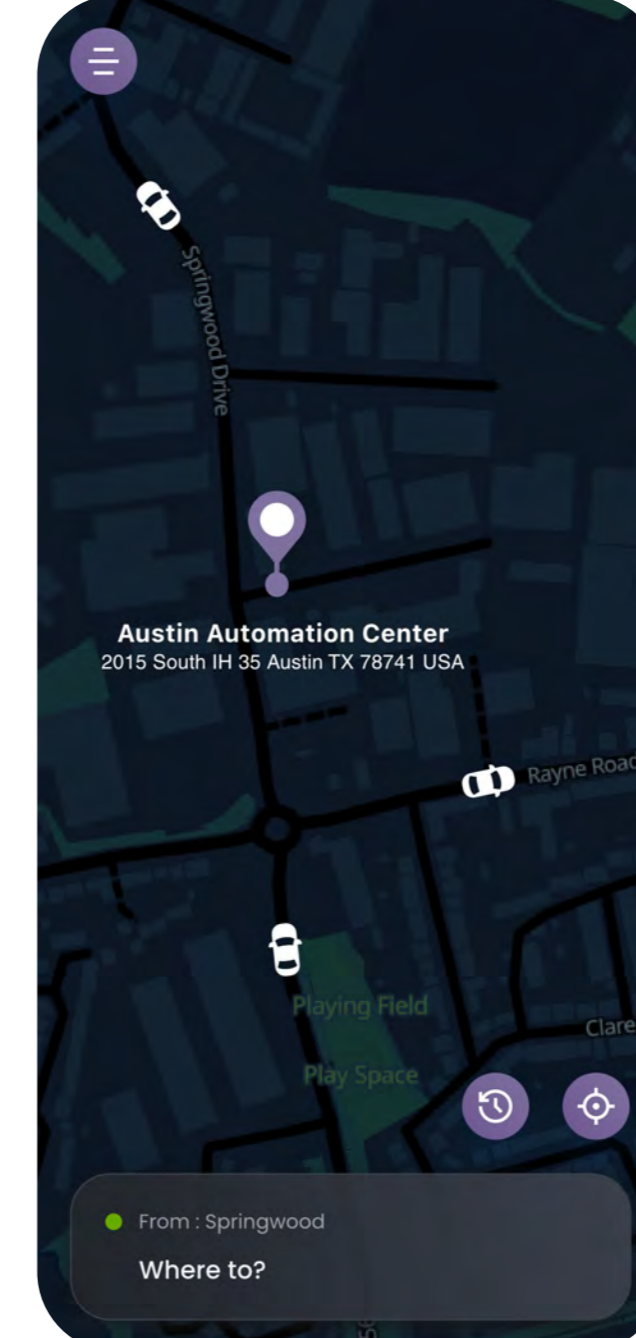 Springwood Drive
Austin Automation Center
2015 South IH 35 Austin TX 78741 USA
Rayne Road
Playing Field
Clare
Play Space
From : Springwood
Where to?